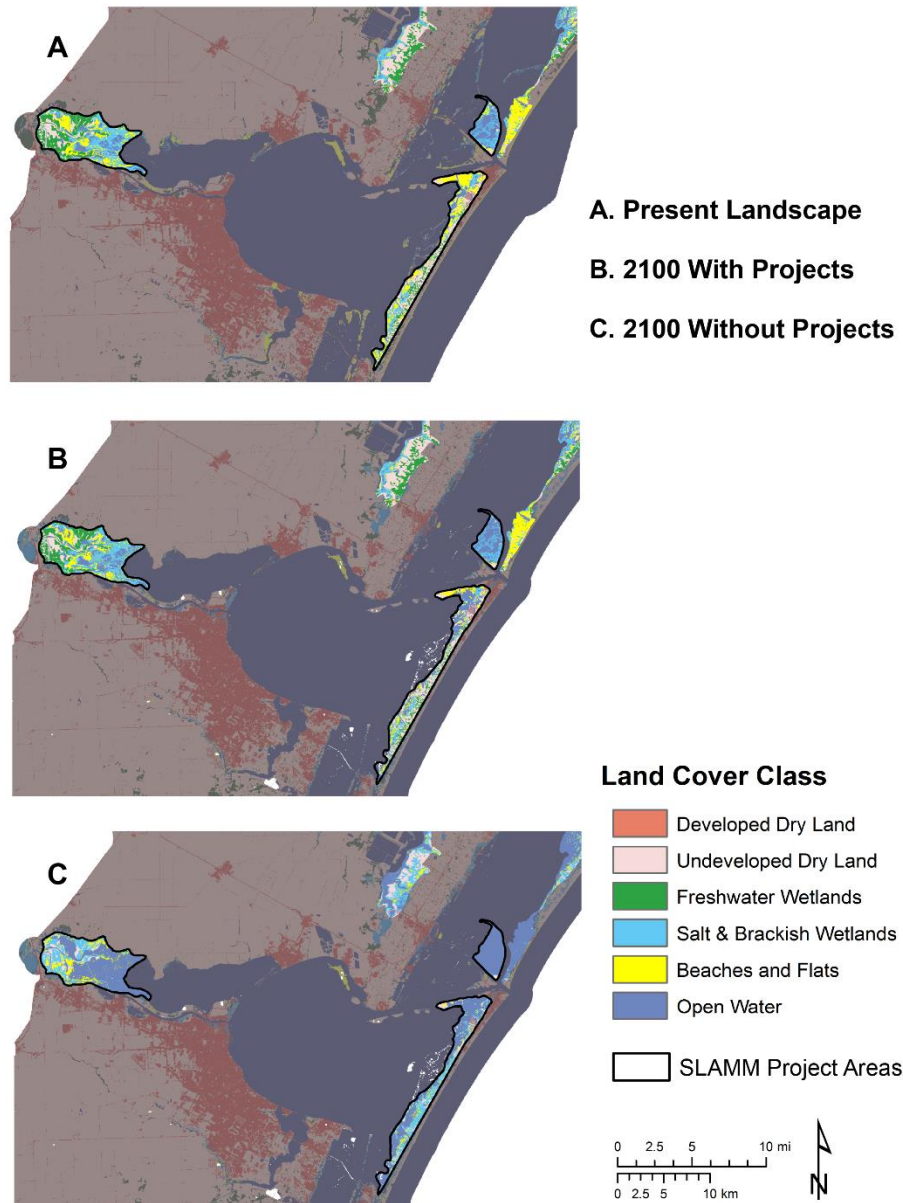 A
A. Present Landscape
B. 2100 With Projects
C. 2100 Without Projects
B
C
Land Cover Class
Developed Dry Land
Undeveloped Dry Land
Freshwater Wetlands
Salt & Brackish Wetlands
Beaches and Flats
Open Water
SLAMM Project Areas
0 2.5 5 10 mi
0 2.5 5 10 km
N